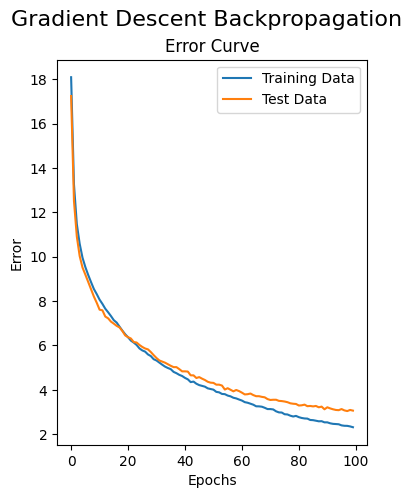 Gradient Descent Backpropagation
Error Curve
Training Data
Test Data
Error
18
16
14
12
10
8
6
4
2
0 20 40 60 80 100
Epochs